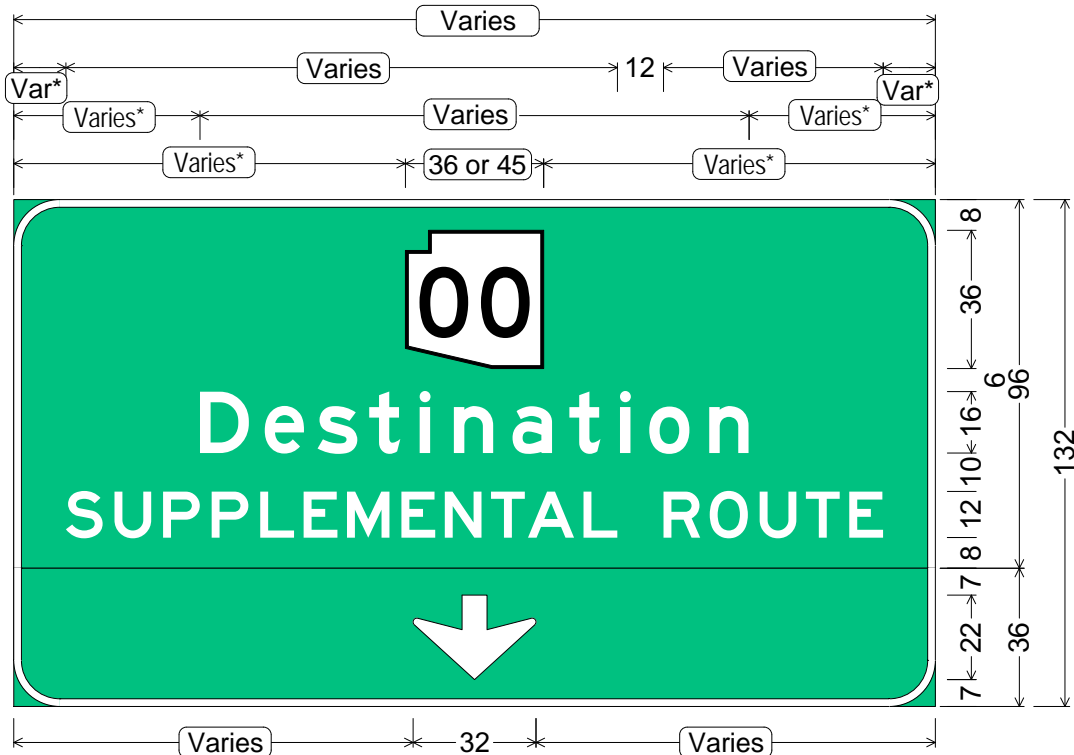 Varies
Varies 12 Varies
Var* Var*
Varies* Varies Varies*
Varies* 36 or 45 Varies*
8
00
36
6
96
Destination
16
132
10
SUPPLEMENTAL ROUTE
12
8
7
22
36
7
Varies 32 Varies